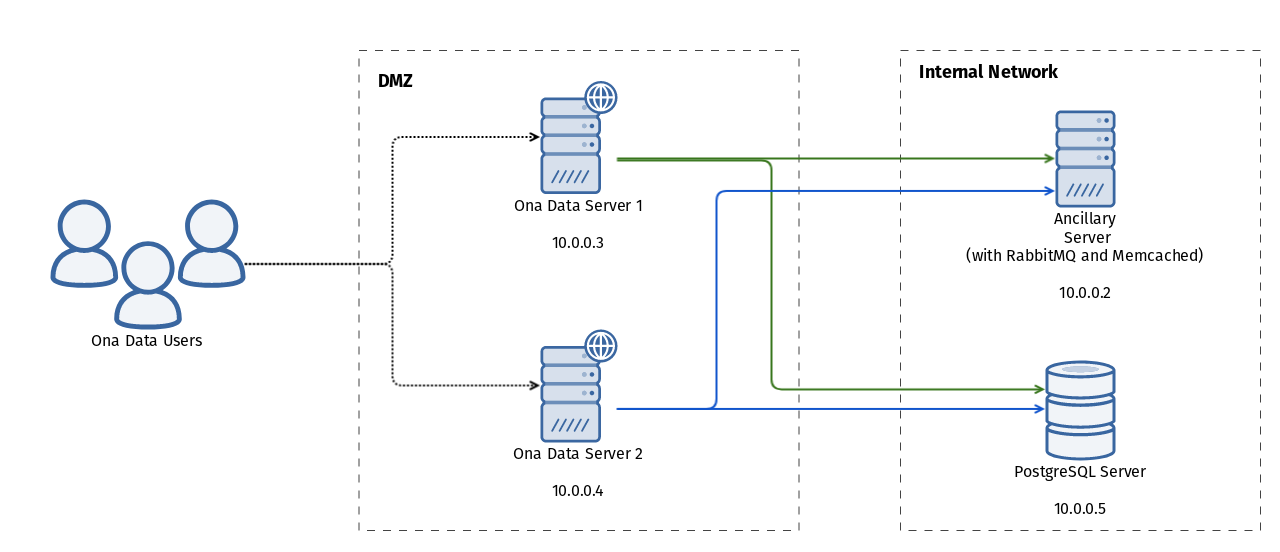 DMZ
Internal Network
Ona Data Users
Ona Data Server 1
10.0.0.3
Ona Data Server 2
10.0.0.4
Ancillary
Server
(with RabbitMQ and Memcached)
10.0.0.2
PostgreSQL Server
10.0.0.5